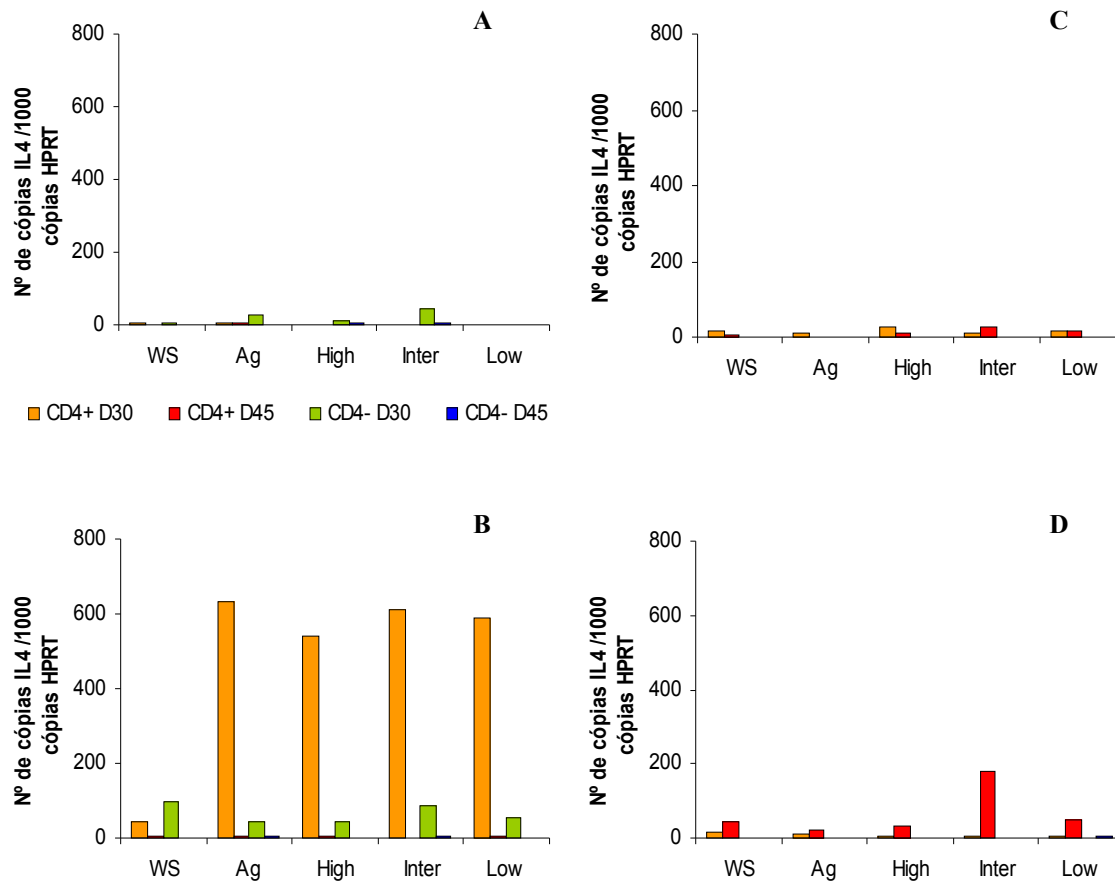 A
Nº de cópias IL4 /1000
cópias HPRT
800
600
400
200
0
WS Ag High Inter Low
C
Nº de cópias IL4 /1000
cópias HPRT
800
600
400
200
0
WS Ag High Inter Low
CD4+ D30 CD4+ D45 CD4- D30 CD4- D45
B
Nº de cópias IL4 /1000
cópias HPRT
800
600
400
200
0
WS Ag High Inter Low
D
Nº de cópias IL4 /1000
cópias HPRT
800
600
400
200
0
WS Ag High Inter Low